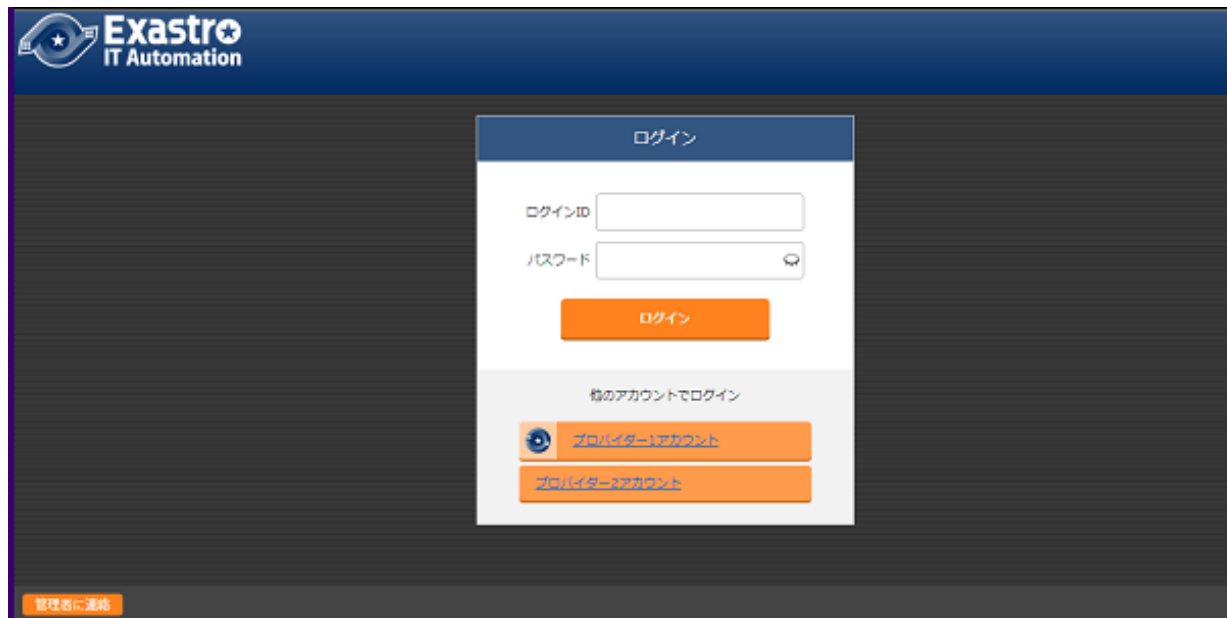 Exastro
IT Automation
ログイン
ログインID
パスワード
ログイン
他のアカウントでログイン
プロバイダー1アカウント
プロバイダー2アカウント
管理者に連絡